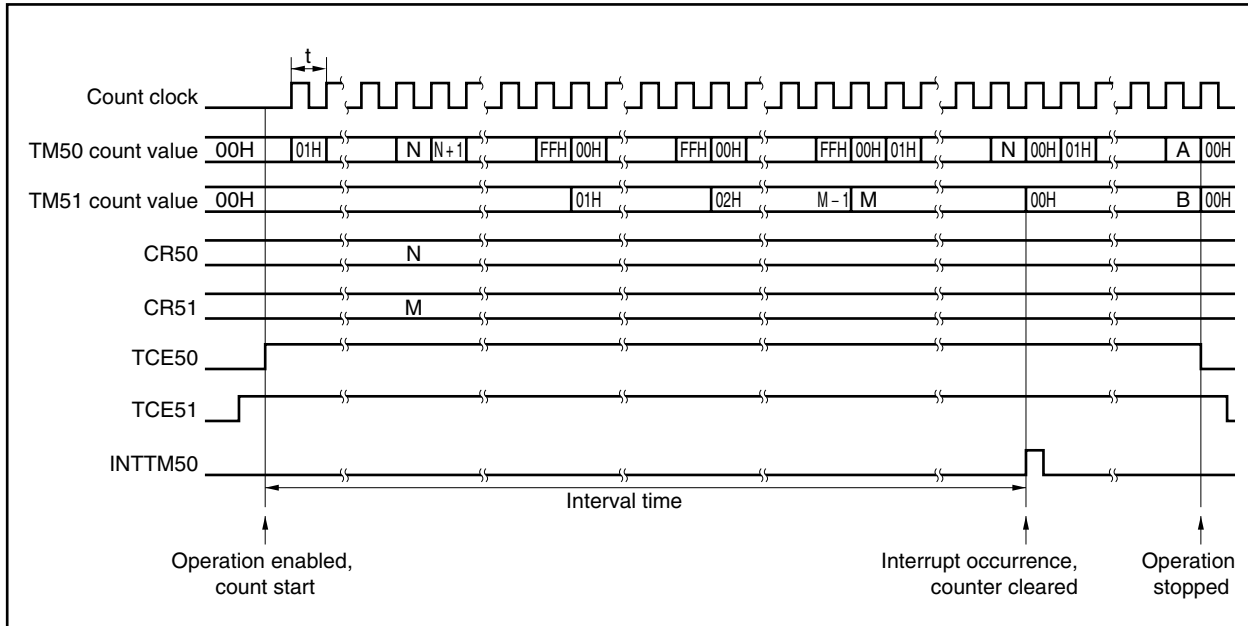 t
Count clock
TM50 count value 00H 01H N N + 1 FFH 00H FFH 00H FFH 00H 01H N 00H 01H A 00H
TM51 count value 00H 01H 02H M – 1 M 00H B 00H
CR50 N
CR51 M
TCE50
TCE51
INTTM50
Interval time
Operation enabled,
count start
Interrupt occurrence,
counter cleared
Operation
stopped